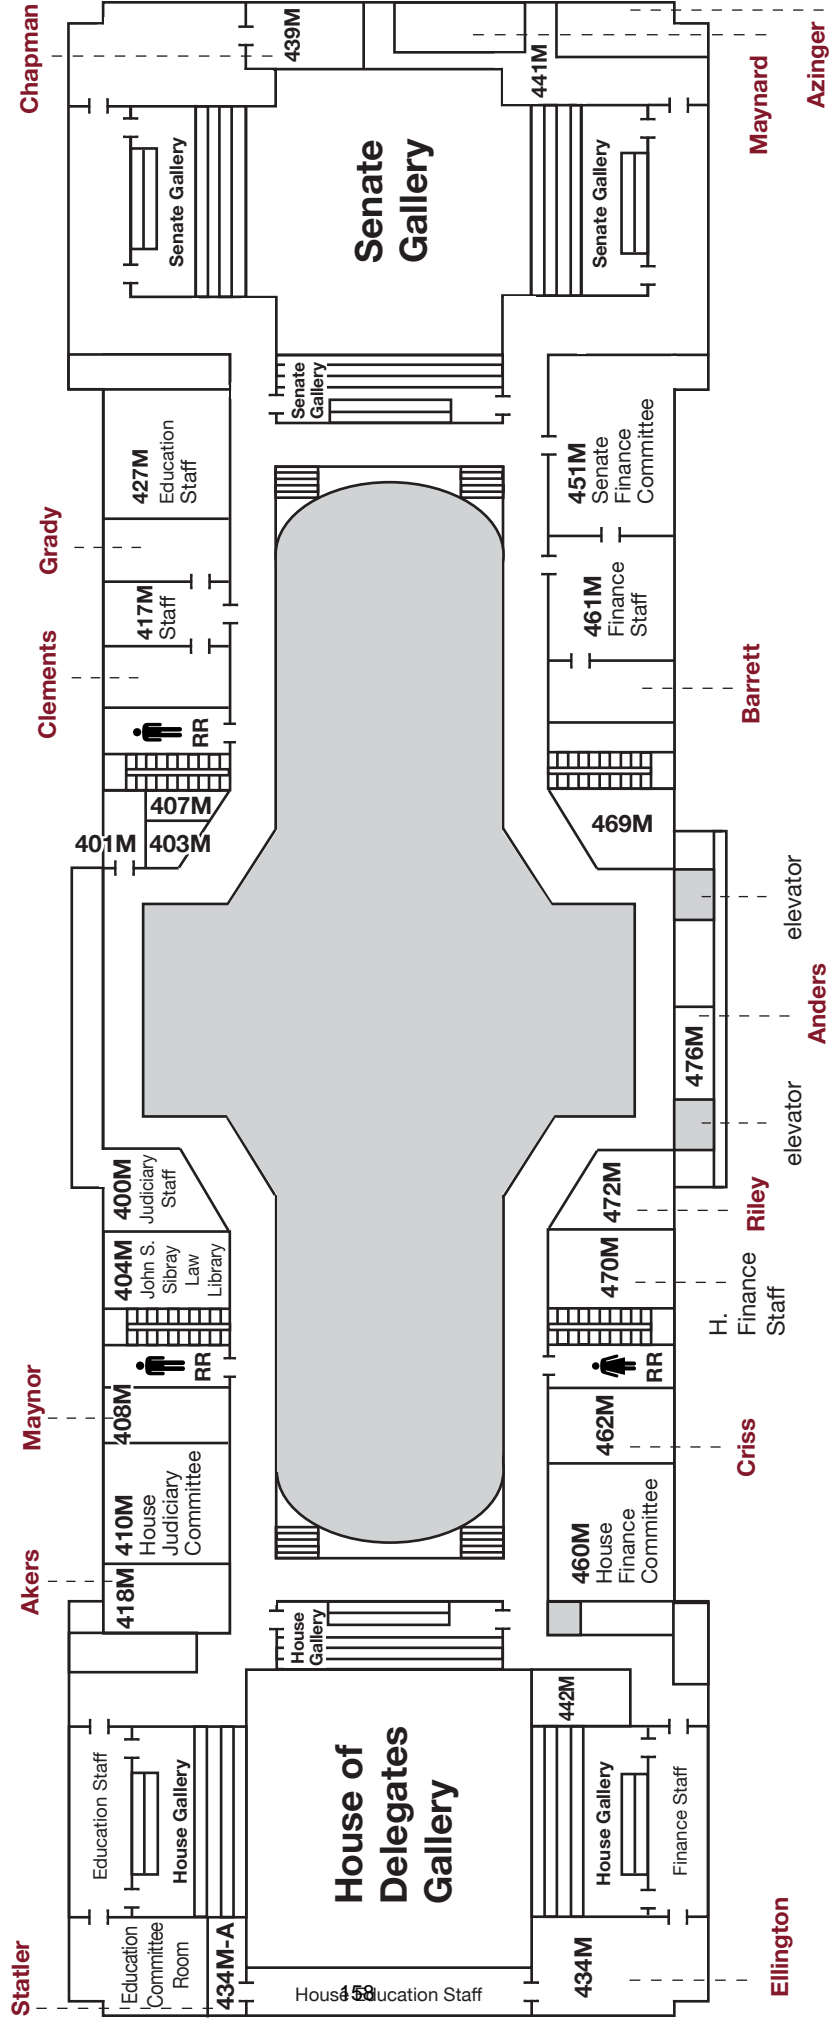 Chapman
439M
441M
Maynard
Azinger
Senate Gallery
Senate
Gallery
Senate Gallery
Senate
Gallery
427M
Education
Staff
451M
Senate
Finance
Committee
Grady
417M
Staff
461M
Finance
Staff
Clements
Barrett
RR
407M
401M
403M
469M
elevator
Anders
476M
elevator
400M
Judiciary
Staff
472M
Riley
404M
John S.
Sibray
Law
Library
470M
H.
Finance
Staff
Maynor
RR
RR
408M
462M
Criss
410M
House
Judiciary
Committee
460M
House
Finance
Committee
Akers
418M
House
Gallery
442M
Education Staff
House Gallery
House of
Delegates
Gallery
House Gallery
Finance Staff
Statler
Education
Committee
Room
434M-A
House Education Staff
158
434M
Ellington